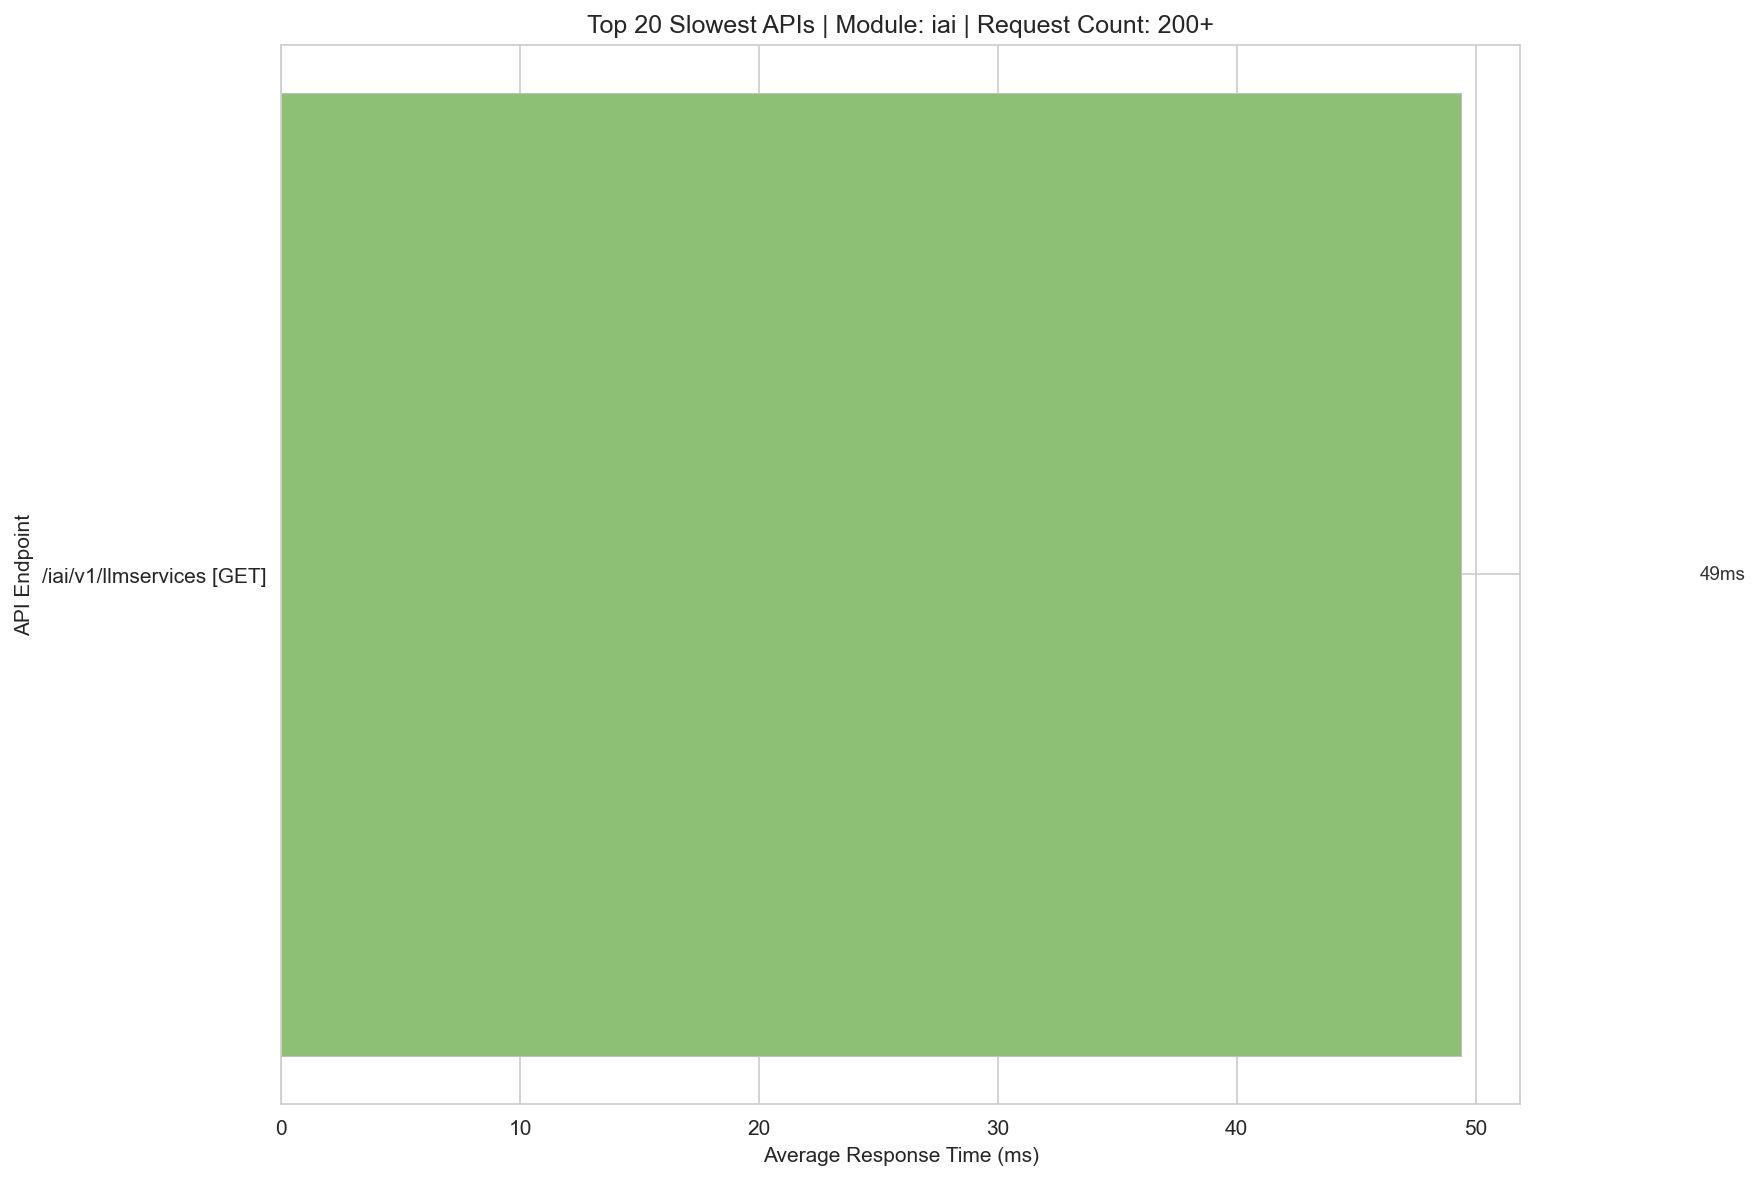 Top 20 Slowest APIs | Module: iai | Request Count: 200+
API Endpoint
/iai/v1/llmservices [GET]
49ms
0 10 20 30 40 50
Average Response Time (ms)